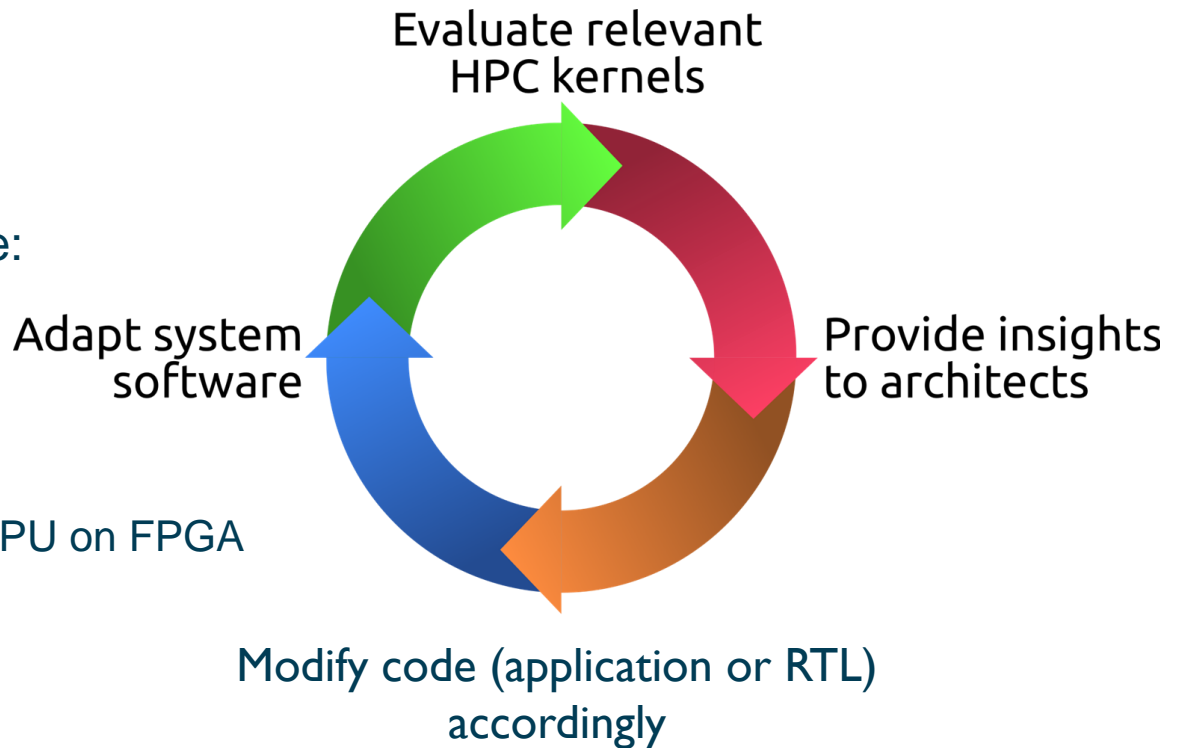 Evaluate relevant
HPC kernels
e:
Adapt system
software
Provide insights
to architects
PU on FPGA
Modify code (application or RTL)
accordingly